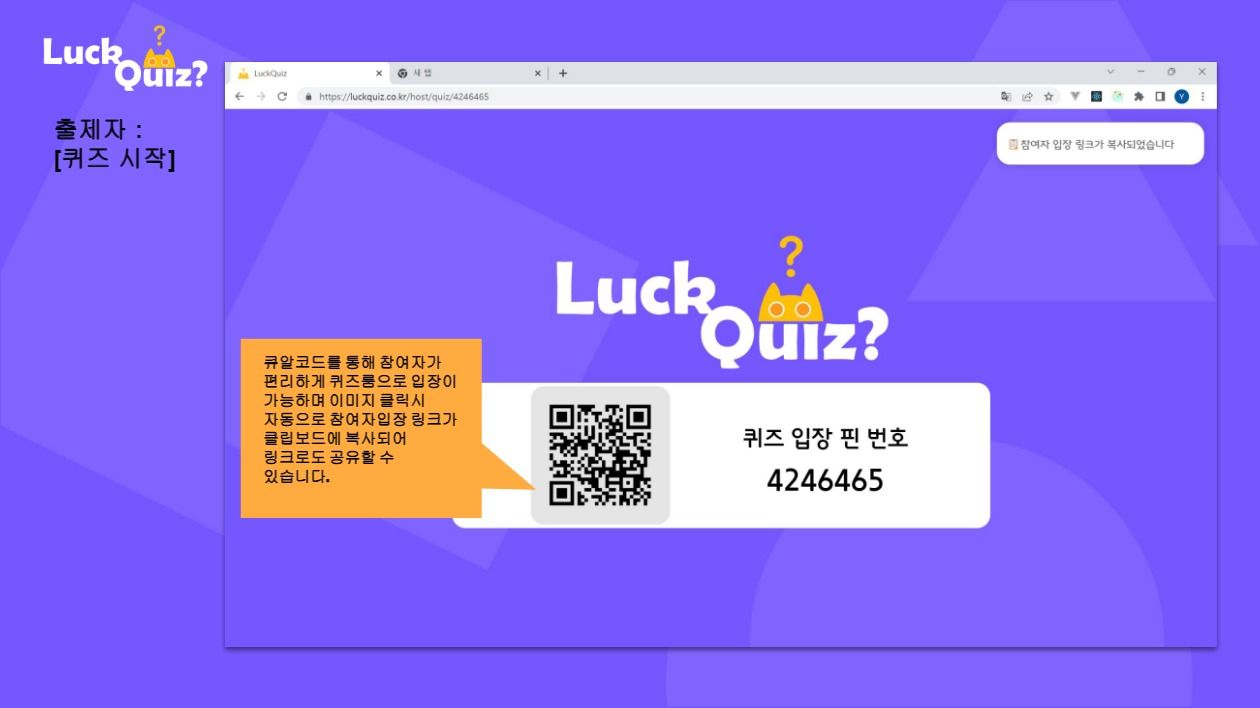 Luck
Quiz?
출제자 :
[퀴즈 시작]
LuckQuiz
새 탭
https://luckquiz.co.kr/host/quiz/4246465
Y
참여자 입장 링크가 복사되었습니다
?
Luck
Quiz?
큐알코드를 통해 참여자가
편리하게 퀴즈룸으로 입장이
가능하며 이미지 클릭시
자동으로 참여자입장 링크가
클립보드에 복사되어
링크로도 공유할 수
있습니다.
퀴즈 입장 핀 번호
4246465